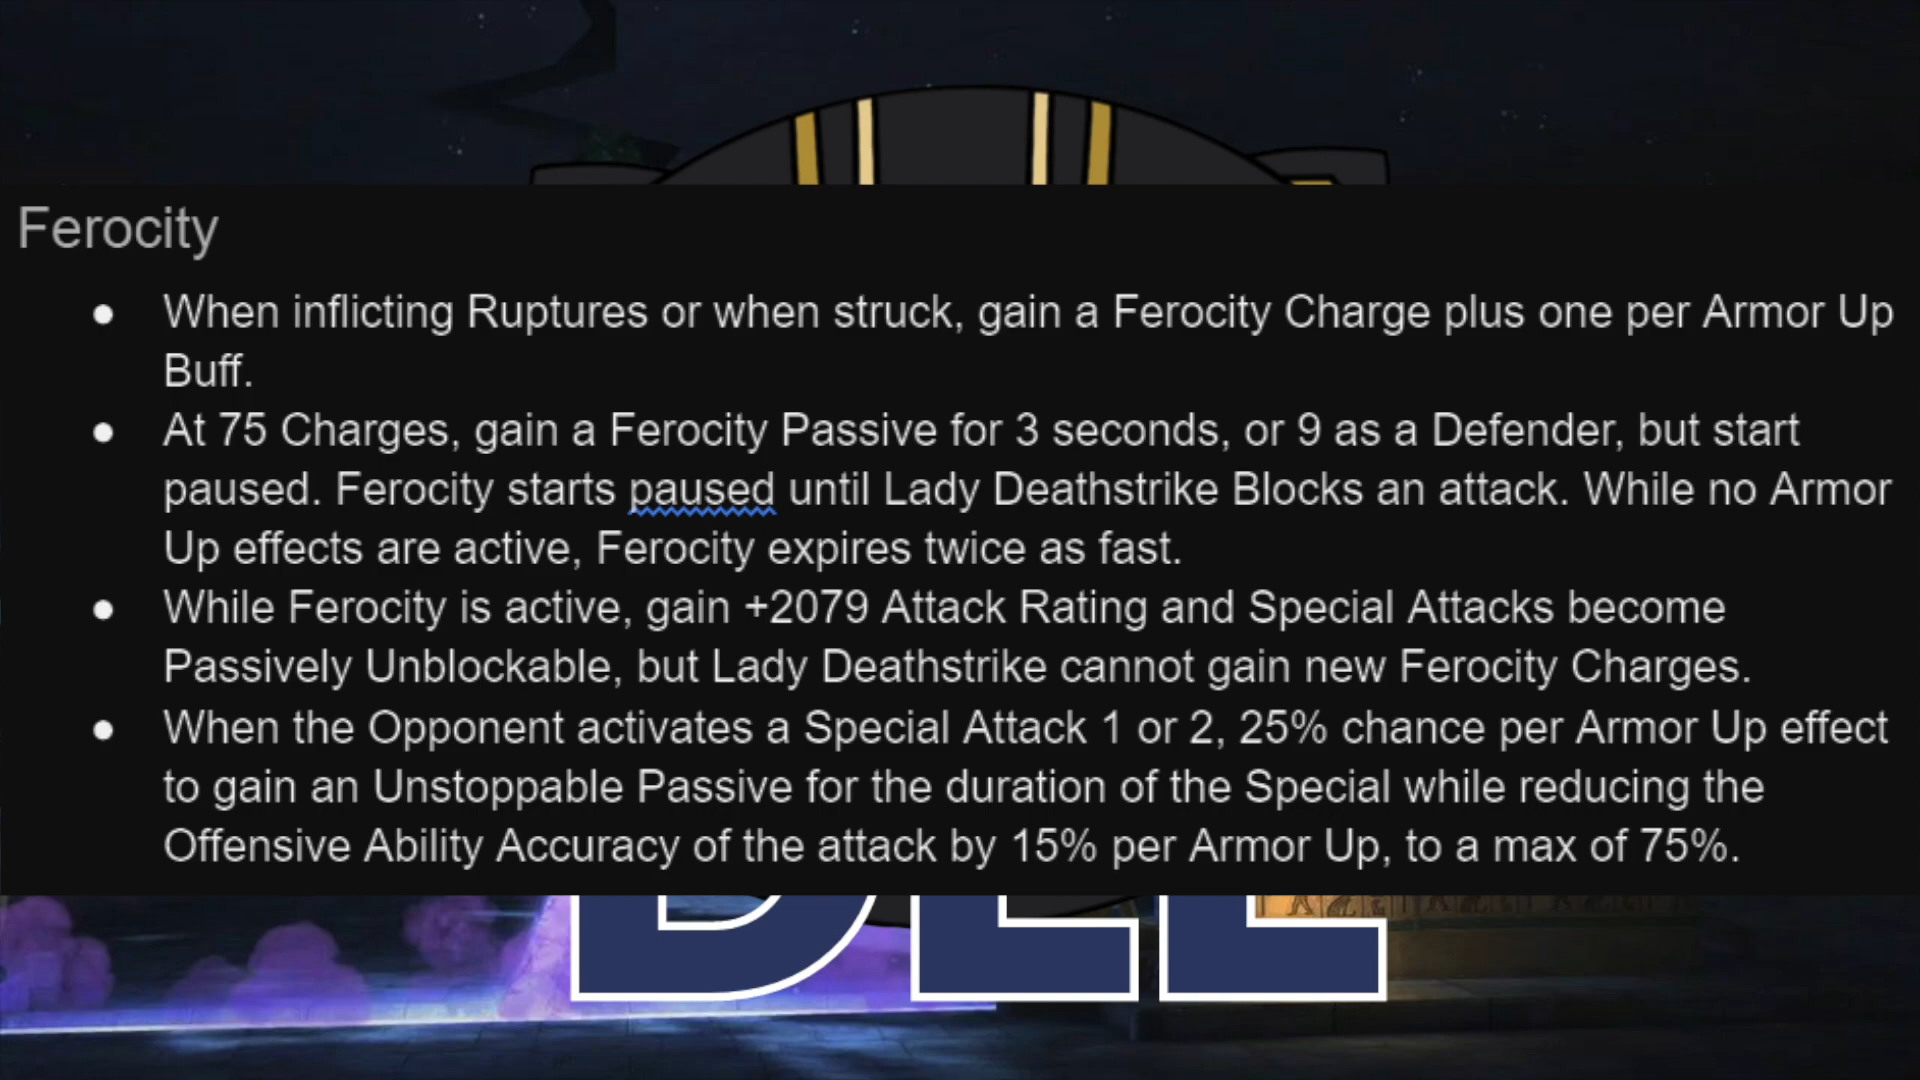 Ferocity
● When inflicting Ruptures or when struck, gain a Ferocity Charge plus one per Armor Up
Buff.
● At 75 Charges, gain a Ferocity Passive for 3 seconds, or 9 as a Defender, but start
paused. Ferocity starts paused until Lady Deathstrike Blocks an attack. While no Armor
Up effects are active, Ferocity expires twice as fast.
● While Ferocity is active, gain +2079 Attack Rating and Special Attacks become
Passively Unblockable, but Lady Deathstrike cannot gain new Ferocity Charges.
● When the Opponent activates a Special Attack 1 or 2, 25% chance per Armor Up effect
to gain an Unstoppable Passive for the duration of the Special while reducing the
Offensive Ability Accuracy of the attack by 15% per Armor Up, to a max of 75%.